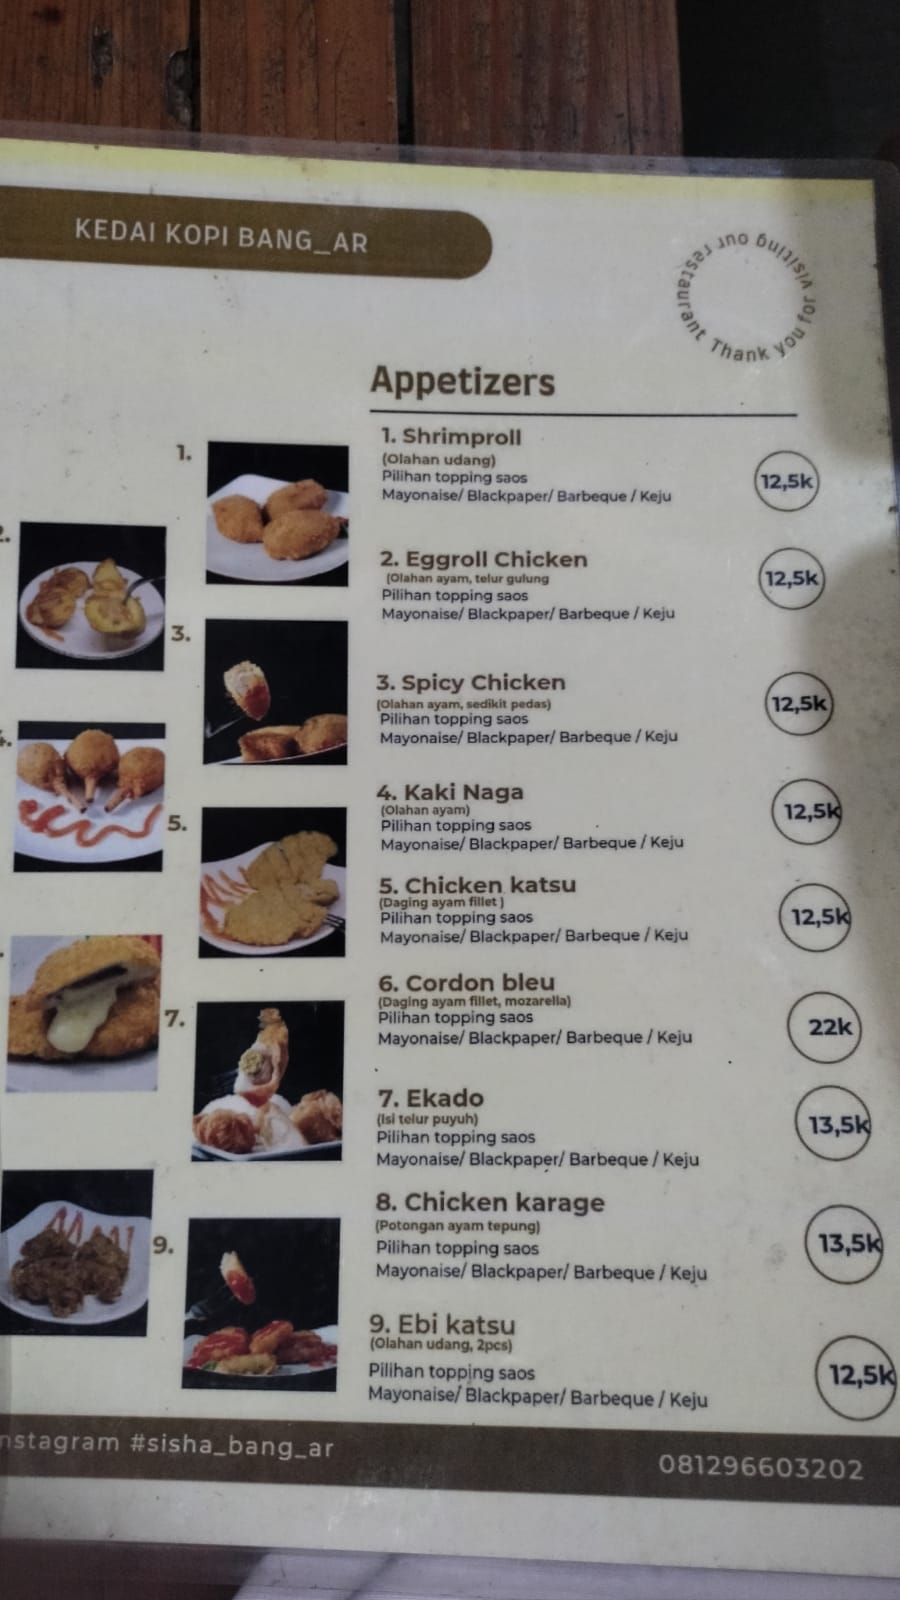 KEDAI KOPI BANG_AR
Thank you for visiting our restaurant
Appetizers
1.
1. Shrimproll
(Olahan udang)
Pilihan topping saos
Mayonaise/ Blackpaper/ Barbeque / Keju
12,5k
2.
2. Eggroll Chicken
(Olahan ayam, telur gulung
Pilihan topping saos
Mayonaise/ Blackpaper/ Barbeque / Keju
12,5k
3.
3. Spicy Chicken
(Olahan ayam, sedikit pedas)
Pilihan topping saos
Mayonaise/ Blackpaper/ Barbeque / Keju
12,5k
4.
4. Kaki Naga
(Olahan ayam)
Pilihan topping saos
Mayonaise/ Blackpaper/ Barbeque / Keju
12,5k
5.
5. Chicken katsu
(Daging ayam fillet )
Pilihan topping saos
Mayonaise/ Blackpaper/ Barbeque / Keju
12,5k
6. Cordon bleu
(Daging ayam fillet, mozarella)
Pilihan topping saos
Mayonaise/ Blackpaper/ Barbeque / Keju
22k
7.
7. Ekado
(Isi telur puyuh)
Pilihan topping saos
Mayonaise/ Blackpaper/ Barbeque / Keju
13,5k
8. Chicken karage
(Potongan ayam tepung)
Pilihan topping saos
Mayonaise/ Blackpaper/ Barbeque / Keju
13,5k
9.
9. Ebi katsu
(Olahan udang, 2pcs)
Pilihan topping saos
Mayonaise/ Blackpaper/ Barbeque / Keju
12,5k
nstagram #sisha_bang_ar
081296603202